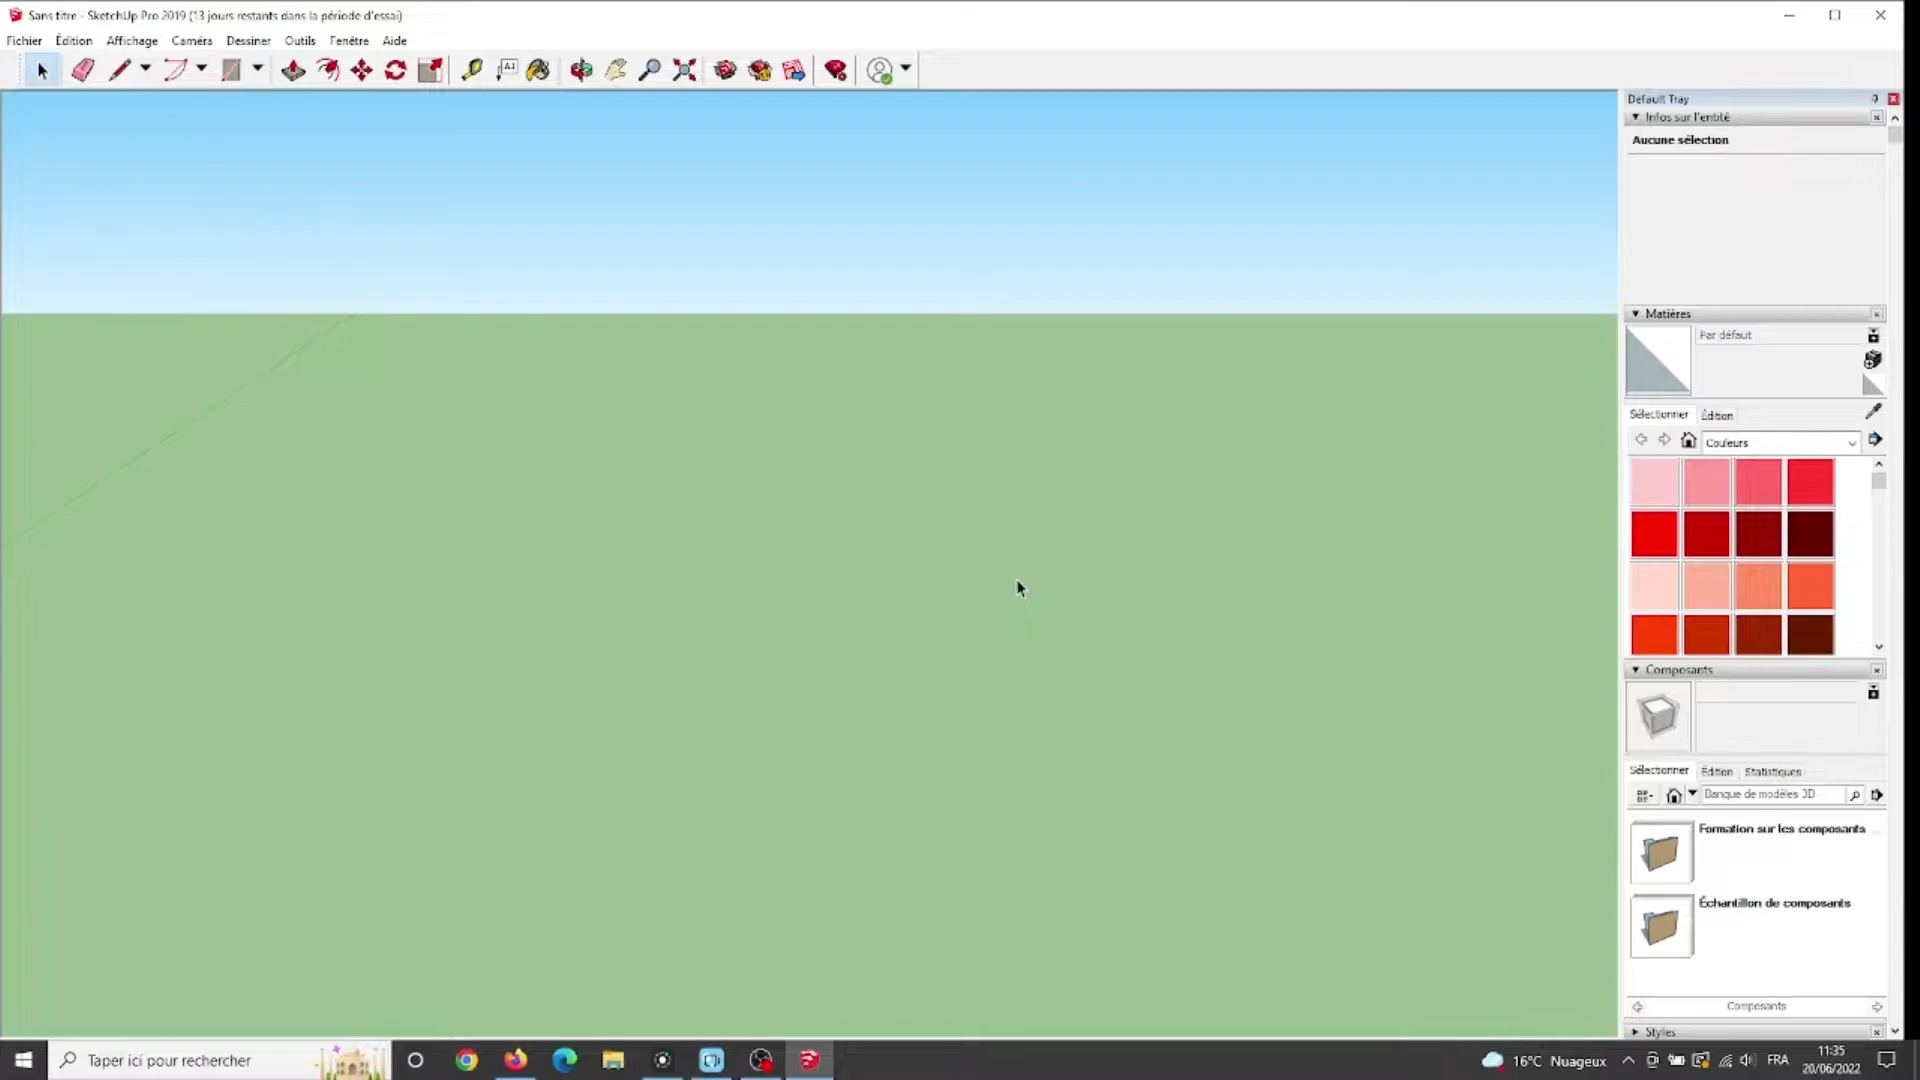 Sans titre - SketchUp Pro 2019 (13 jours restants dans la période d'essai)
Fichier Édition Affichage Caméra Dessiner Outils Fenêtre Aide
Default Tray
Infos sur l'entité
Aucune sélection
Matières
Par défaut
Sélectionner Édition
Couleurs
Composants
Sélectionner Édition Statistiques
Banque de modèles 3D
Formation sur les composants
Échantillon de composants
Composants
Styles
Taper ici pour rechercher
16°C Nuageux
FRA
11:35
20/06/2022